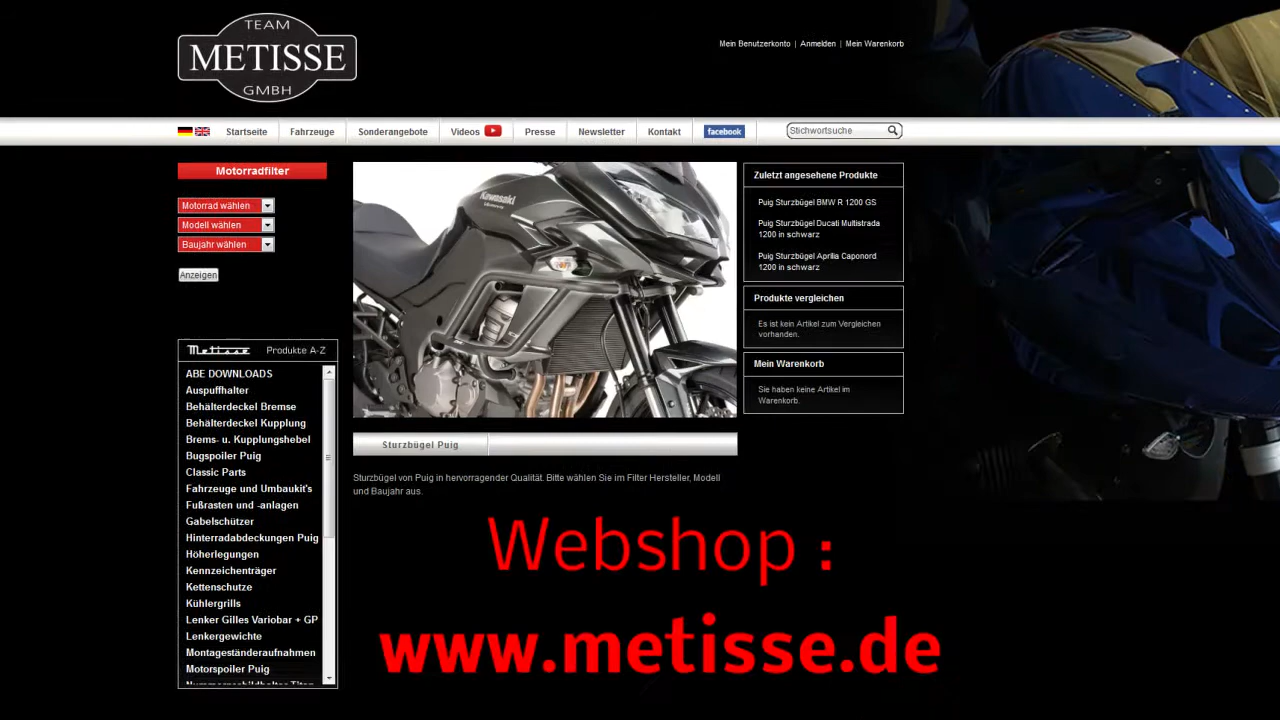 TEAM
METISSE
GMBH
Mein Benutzerkonto | Anmelden | Mein Warenkorb
Startseite
Fahrzeuge
Sonderangebote
Videos
Presse
Newsletter
Kontakt
facebook
Stichwortsuche
Motorradfilter
Motorrad wählen
Modell wählen
Baujahr wählen
Anzeigen
Metisse
Produkte A-Z
ABE DOWNLOADS
Auspuffhalter
Behälterdeckel Bremse
Behälterdeckel Kupplung
Brems- u. Kupplungshebel
Bugspoiler Puig
Classic Parts
Fahrzeuge und Umbaukit's
Fußrasten und -anlagen
Gabelschützer
Hinterradabdeckungen Puig
Höherlegungen
Kennzeichenträger
Kettenschutze
Kühlergrills
Lenker Gilles Variobar + GP
Lenkergewichte
Montageständeraufnahmen
Motorspoiler Puig
Kawasaki
Versys
Sturzbügel Puig
Sturzbügel von Puig in hervorragender Qualität. Bitte wählen Sie im Filter Hersteller, Modell
und Baujahr aus.
Zuletzt angesehene Produkte
Puig Sturzbügel BMW R 1200 GS
Puig Sturzbügel Ducati Multistrada
1200 in schwarz
Puig Sturzbügel Aprilia Caponord
1200 in schwarz
Produkte vergleichen
Es ist kein Artikel zum Vergleichen
vorhanden.
Mein Warenkorb
Sie haben keine Artikel im
Warenkorb.
Webshop :
www.metisse.de